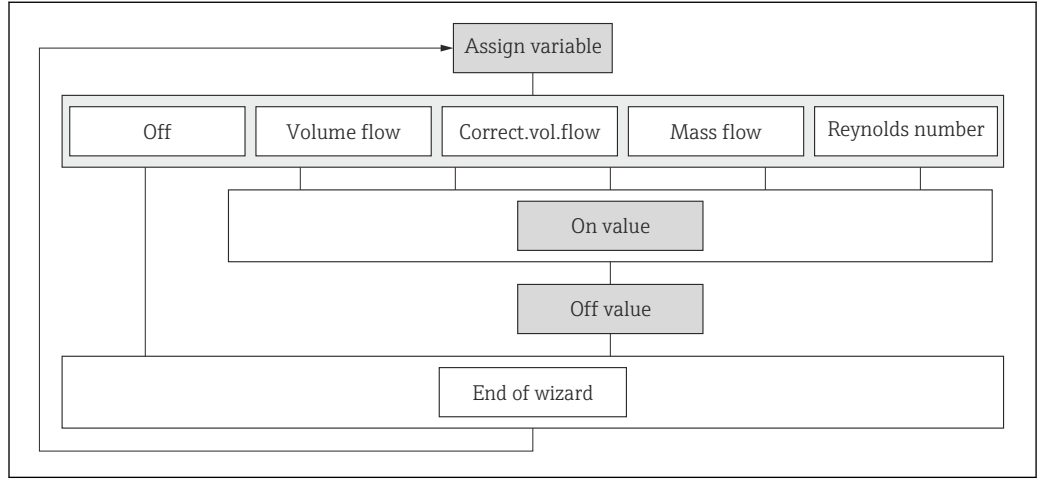 Assign variable
Off
Volume flow
Correct.vol.flow
Mass flow
Reynolds number
On value
Off value
End of wizard